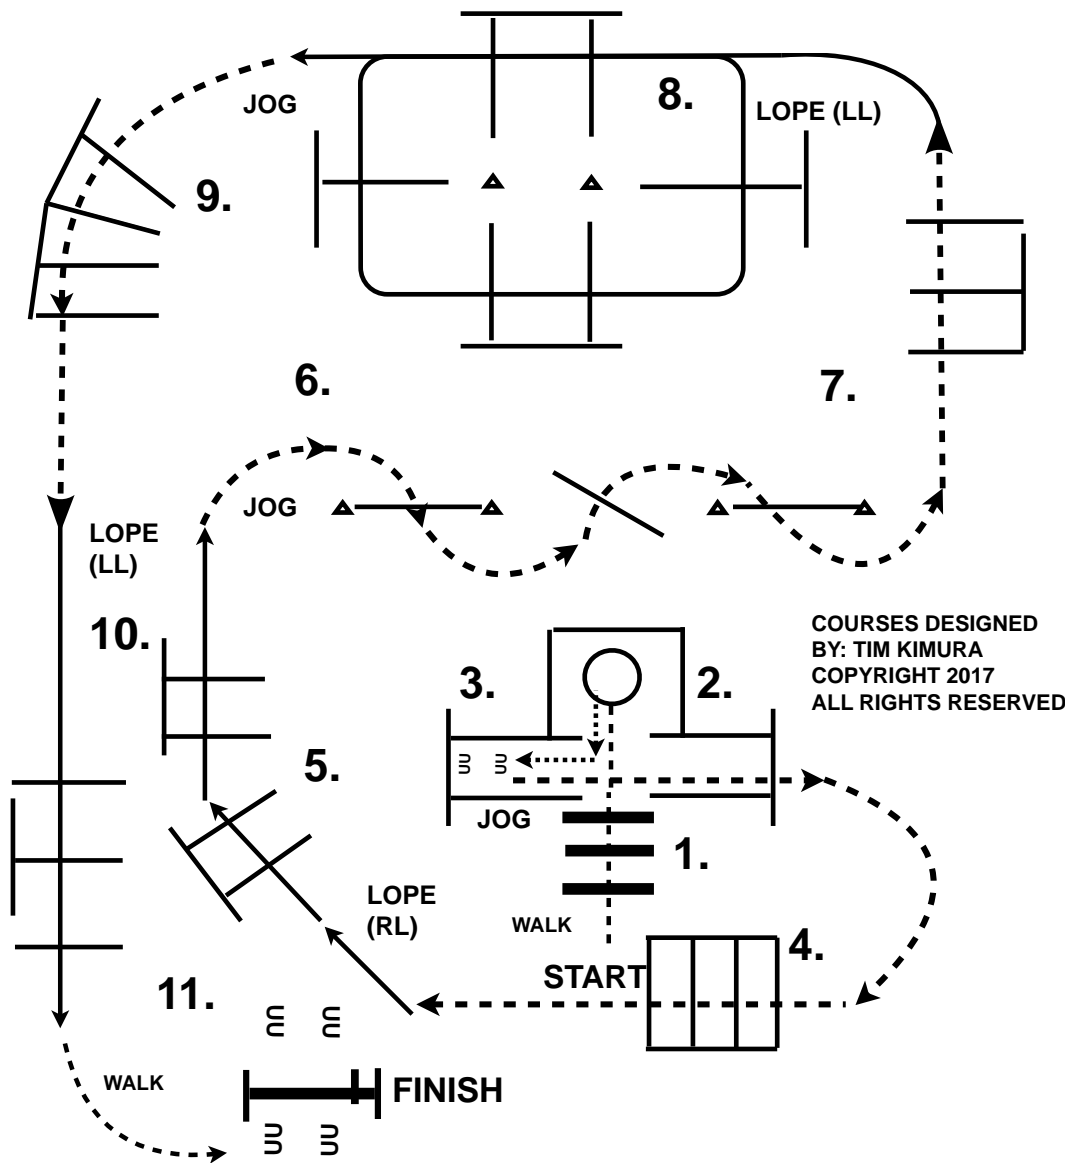 8.
JOG
LOPE (LL)
9.
6.
7.
JOG
LOPE
(LL)
10.
COURSES DESIGNED
BY: TIM KIMURA
COPYRIGHT 2017
ALL RIGHTS RESERVED
3.
2.
5.
JOG
1.
LOPE
(RL)
WALK
4.
START
11.
WALK
FINISH